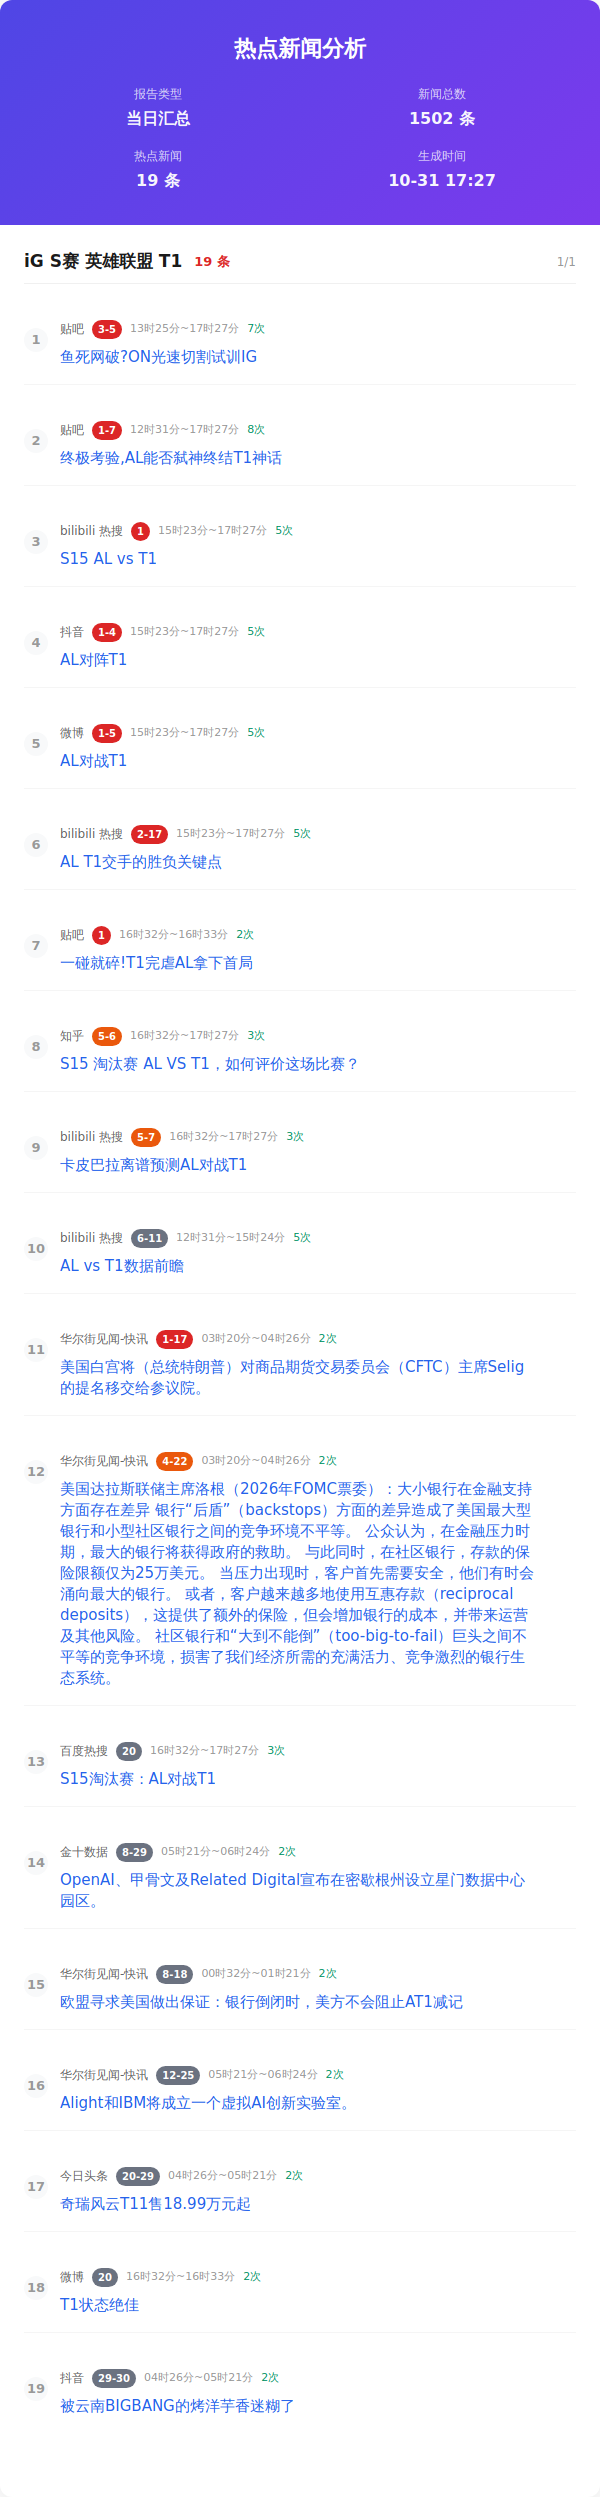 热点新闻分析
报告类型
新闻总数
当日汇总
1502 条
热点新闻
生成时间
19 条
10-31 17:27
iG S赛 英雄联盟 T1 19 条 1/1
1
贴吧 3-5 13时25分~17时27分 7次
鱼死网破?ON光速切割试训IG
2
贴吧 1-7 12时31分~17时27分 8次
终极考验,AL能否弑神终结T1神话
3
bilibili 热搜 1 15时23分~17时27分 5次
S15 AL vs T1
4
抖音 1-4 15时23分~17时27分 5次
AL对阵T1
5
微博 1-5 15时23分~17时27分 5次
AL对战T1
6
bilibili 热搜 2-17 15时23分~17时27分 5次
AL T1交手的胜负关键点
7
贴吧 1 16时32分~16时33分 2次
一碰就碎!T1完虐AL拿下首局
8
知乎 5-6 16时32分~17时27分 3次
S15 淘汰赛 AL VS T1，如何评价这场比赛？
9
bilibili 热搜 5-7 16时32分~17时27分 3次
卡皮巴拉离谱预测AL对战T1
10
bilibili 热搜 6-11 12时31分~15时24分 5次
AL vs T1数据前瞻
11
华尔街见闻-快讯 1-17 03时20分~04时26分 2次
美国白宫将（总统特朗普）对商品期货交易委员会（CFTC）主席Selig
的提名移交给参议院。
12
华尔街见闻-快讯 4-22 03时20分~04时26分 2次
美国达拉斯联储主席洛根（2026年FOMC票委）：大小银行在金融支持
方面存在差异 银行“后盾”（backstops）方面的差异造成了美国最大型
银行和小型社区银行之间的竞争环境不平等。 公众认为，在金融压力时
期，最大的银行将获得政府的救助。 与此同时，在社区银行，存款的保
险限额仅为25万美元。 当压力出现时，客户首先需要安全，他们有时会
涌向最大的银行。 或者，客户越来越多地使用互惠存款（reciprocal
deposits），这提供了额外的保险，但会增加银行的成本，并带来运营
及其他风险。 社区银行和“大到不能倒”（too-big-to-fail）巨头之间不
平等的竞争环境，损害了我们经济所需的充满活力、竞争激烈的银行生
态系统。
13
百度热搜 20 16时32分~17时27分 3次
S15淘汰赛：AL对战T1
14
金十数据 8-29 05时21分~06时24分 2次
OpenAI、甲骨文及Related Digital宣布在密歇根州设立星门数据中心
园区。
15
华尔街见闻-快讯 8-18 00时32分~01时21分 2次
欧盟寻求美国做出保证：银行倒闭时，美方不会阻止AT1减记
16
华尔街见闻-快讯 12-25 05时21分~06时24分 2次
Alight和IBM将成立一个虚拟AI创新实验室。
17
今日头条 20-29 04时26分~05时21分 2次
奇瑞风云T11售18.99万元起
18
微博 20 16时32分~16时33分 2次
T1状态绝佳
19
抖音 29-30 04时26分~05时21分 2次
被云南BIGBANG的烤洋芋香迷糊了